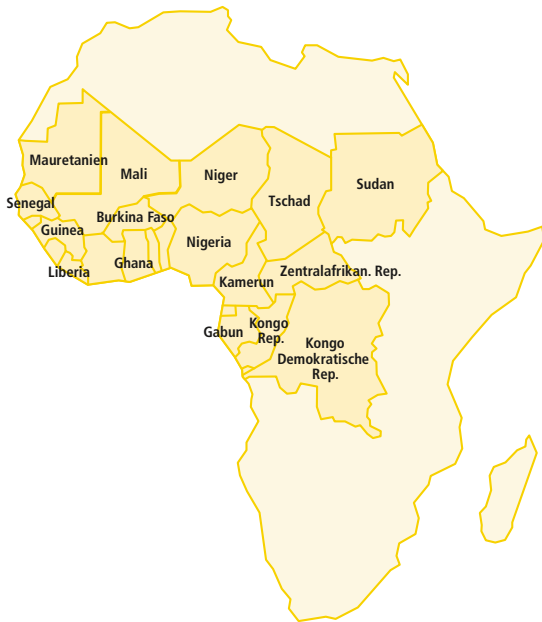 Mauretanien
Mali
Niger
Tschad
Sudan
Senegal
Burkina Faso
Guinea
Nigeria
Liberia
Ghana
Zentralafrikan. Rep.
Kamerun
Gabun
Kongo
Rep.
Kongo
Demokratische
Rep.